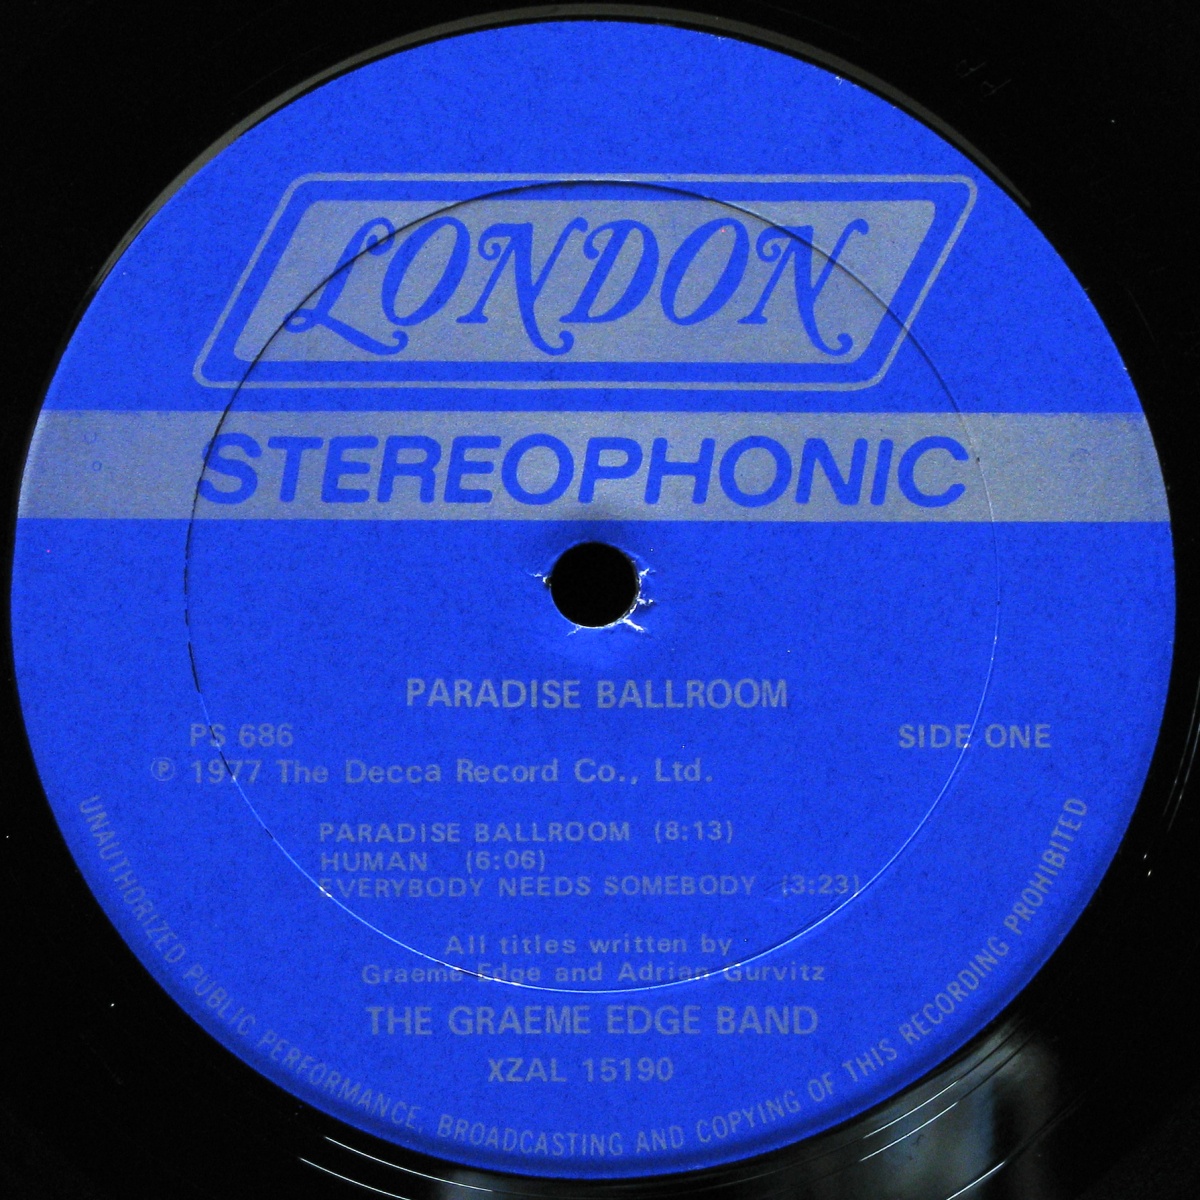 LONDON
STEREOPHONIC
PARADISE BALLROOM
PS 686 SIDE ONE
℗ 1977 The Decca Record Co., Ltd.
PARADISE BALLROOM (8:13)
HUMAN (6:06)
EVERYBODY NEEDS SOMEBODY (3:23)
All titles written by
Graeme Edge and Adrian Gurvitz
THE GRAEME EDGE BAND
XZAL 15190
UNAUTHORIZED PUBLIC PERFORMANCE, BROADCASTING AND COPYING OF THIS RECORDING PROHIBITED